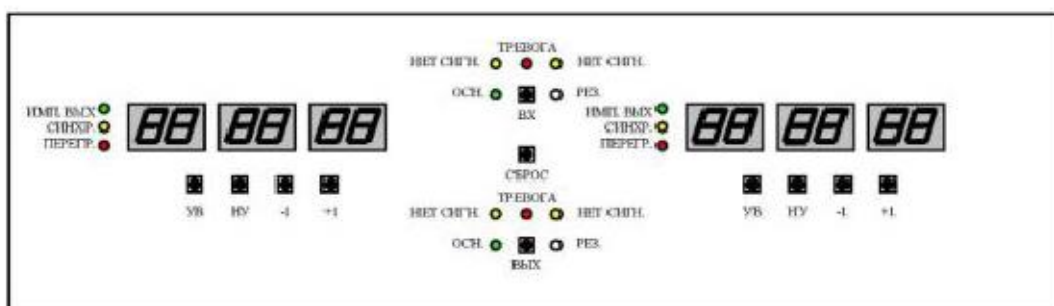 ТРЕВОГА
НЕТ СИГН. НЕТ СИГН.
ОСН. РЕЗ.
ВХ
ИМП. ВЫХ 88 88 88 ИМП. ВЫХ 88 88 88
СИНХР. СИНХР.
ПЕРЕГР. ПЕРЕГР.
СБРОС
УВ НУ -1 +1 УВ НУ -1 +1
ТРЕВОГА
НЕТ СИГН. НЕТ СИГН.
ОСН. РЕЗ.
ВЫХ